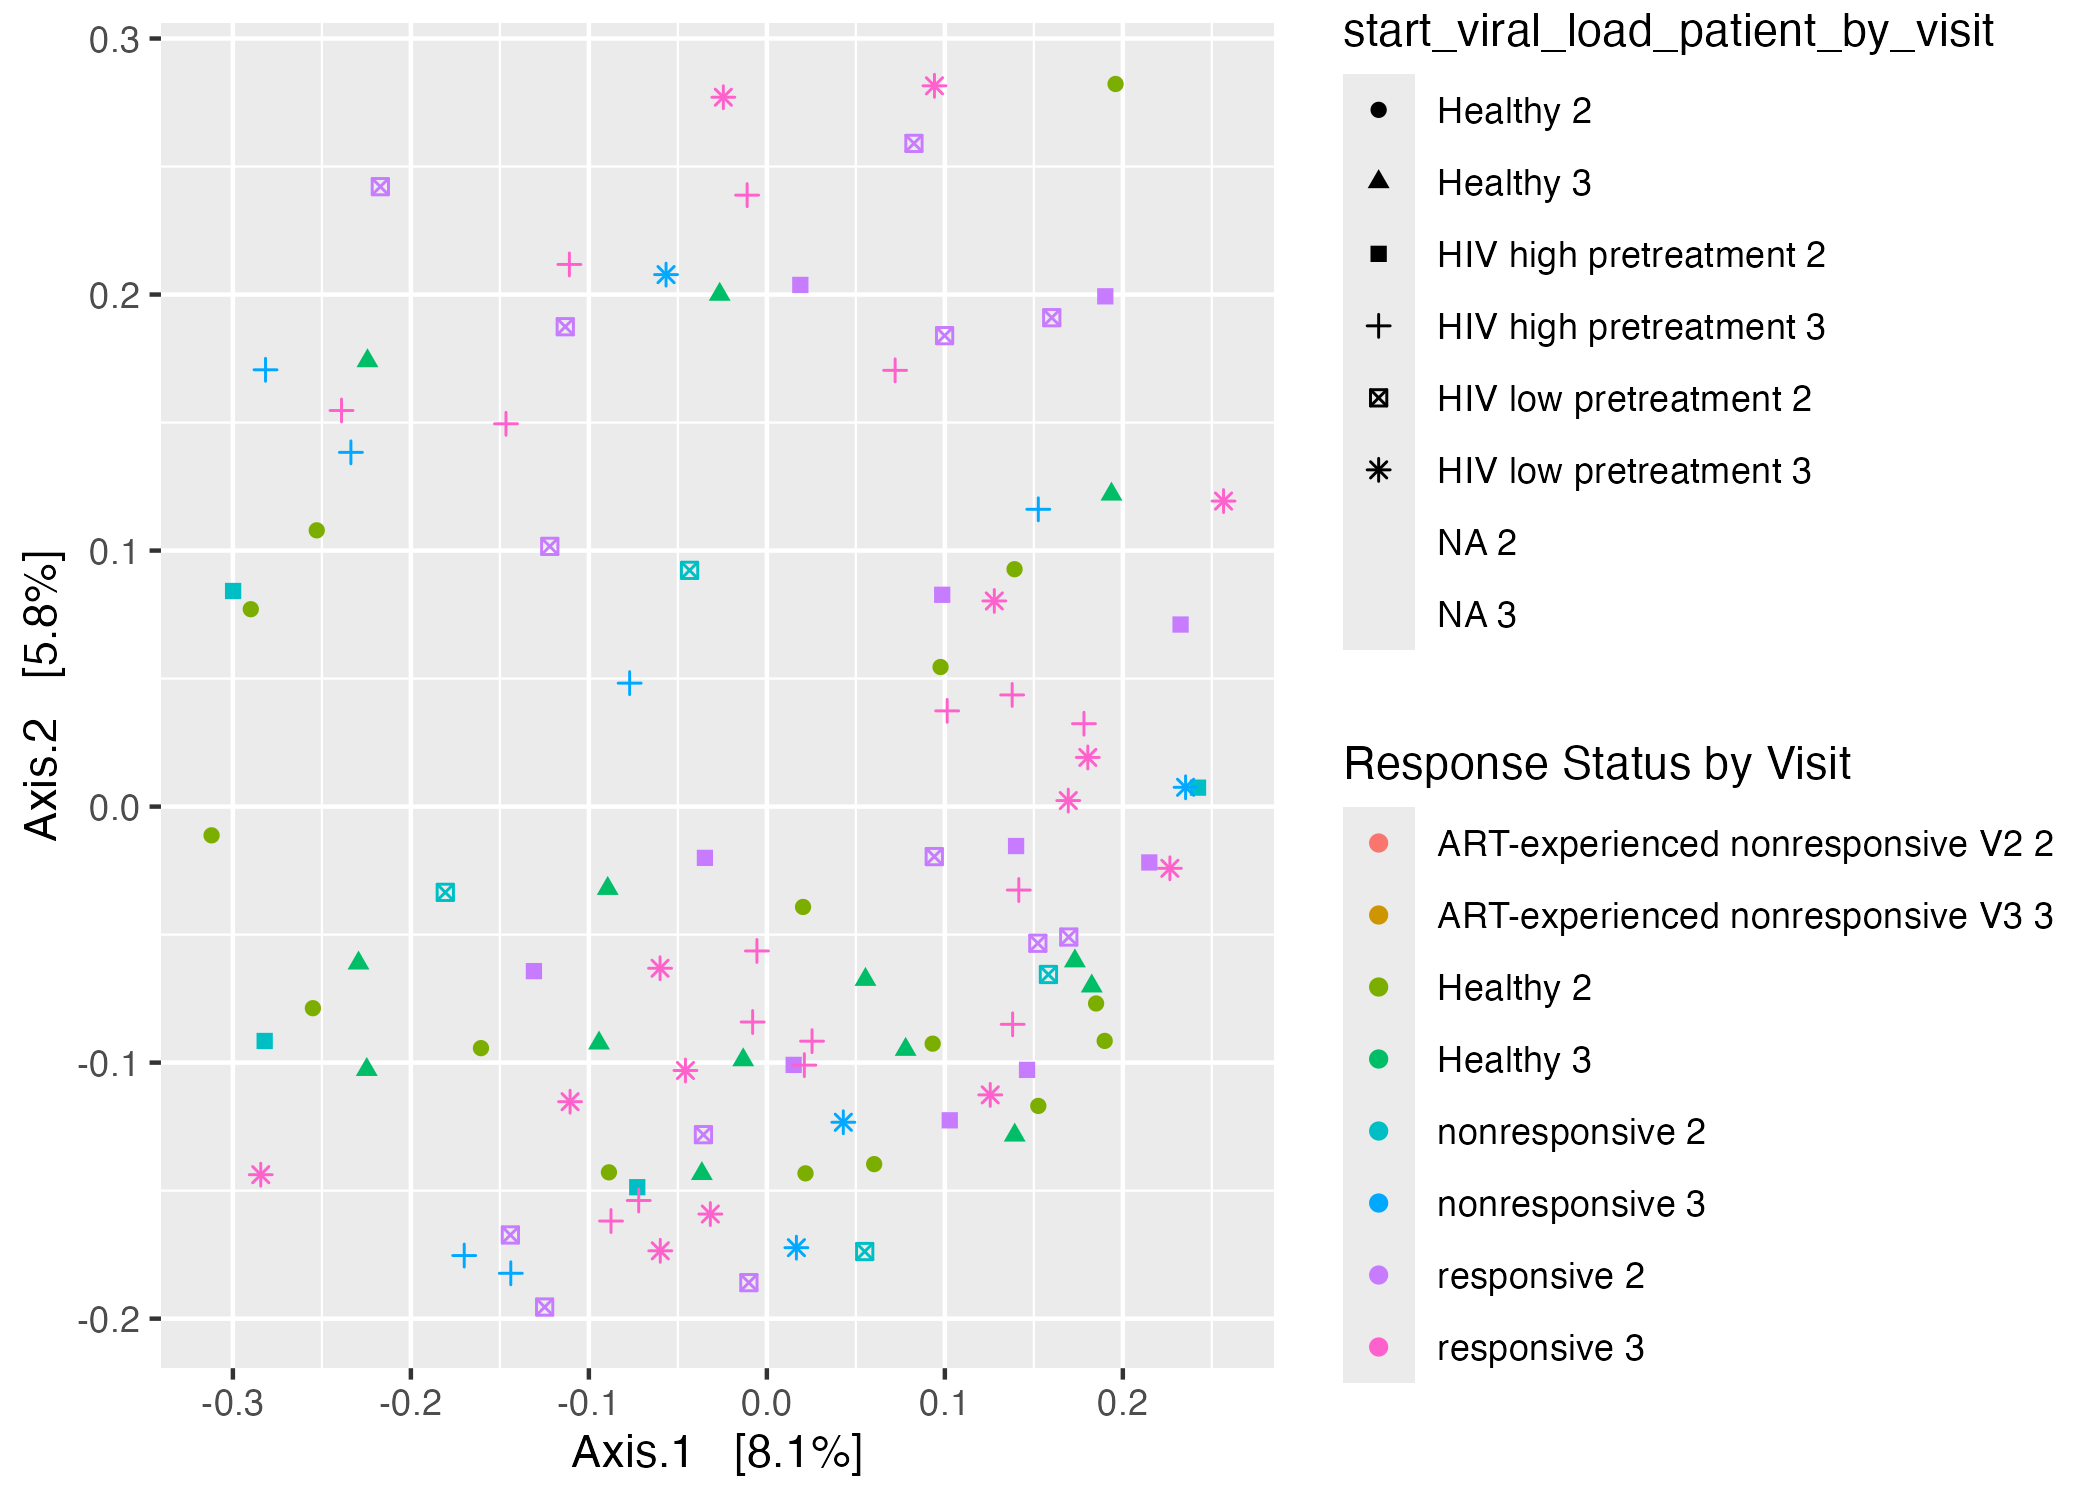 0.3
0.2
0.1
0.0
-0.1
-0.2
Axis.2 [5.8%]
-0.3 -0.2 -0.1 0.0 0.1 0.2
Axis.1 [8.1%]
start_viral_load_patient_by_visit
Healthy 2
Healthy 3
HIV high pretreatment 2
HIV high pretreatment 3
HIV low pretreatment 2
HIV low pretreatment 3
NA 2
NA 3
Response Status by Visit
ART-experienced nonresponsive V2 2
ART-experienced nonresponsive V3 3
Healthy 2
Healthy 3
nonresponsive 2
nonresponsive 3
responsive 2
responsive 3